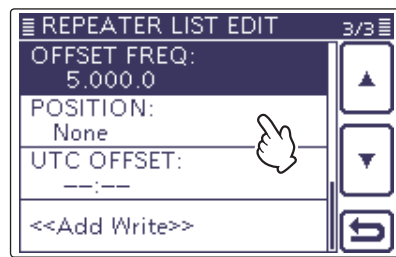 REPEATER LIST EDIT 3/3
OFFSET FREQ:
5.000.0
POSITION:
None
UTC OFFSET:
--:--
<<Add Write>>